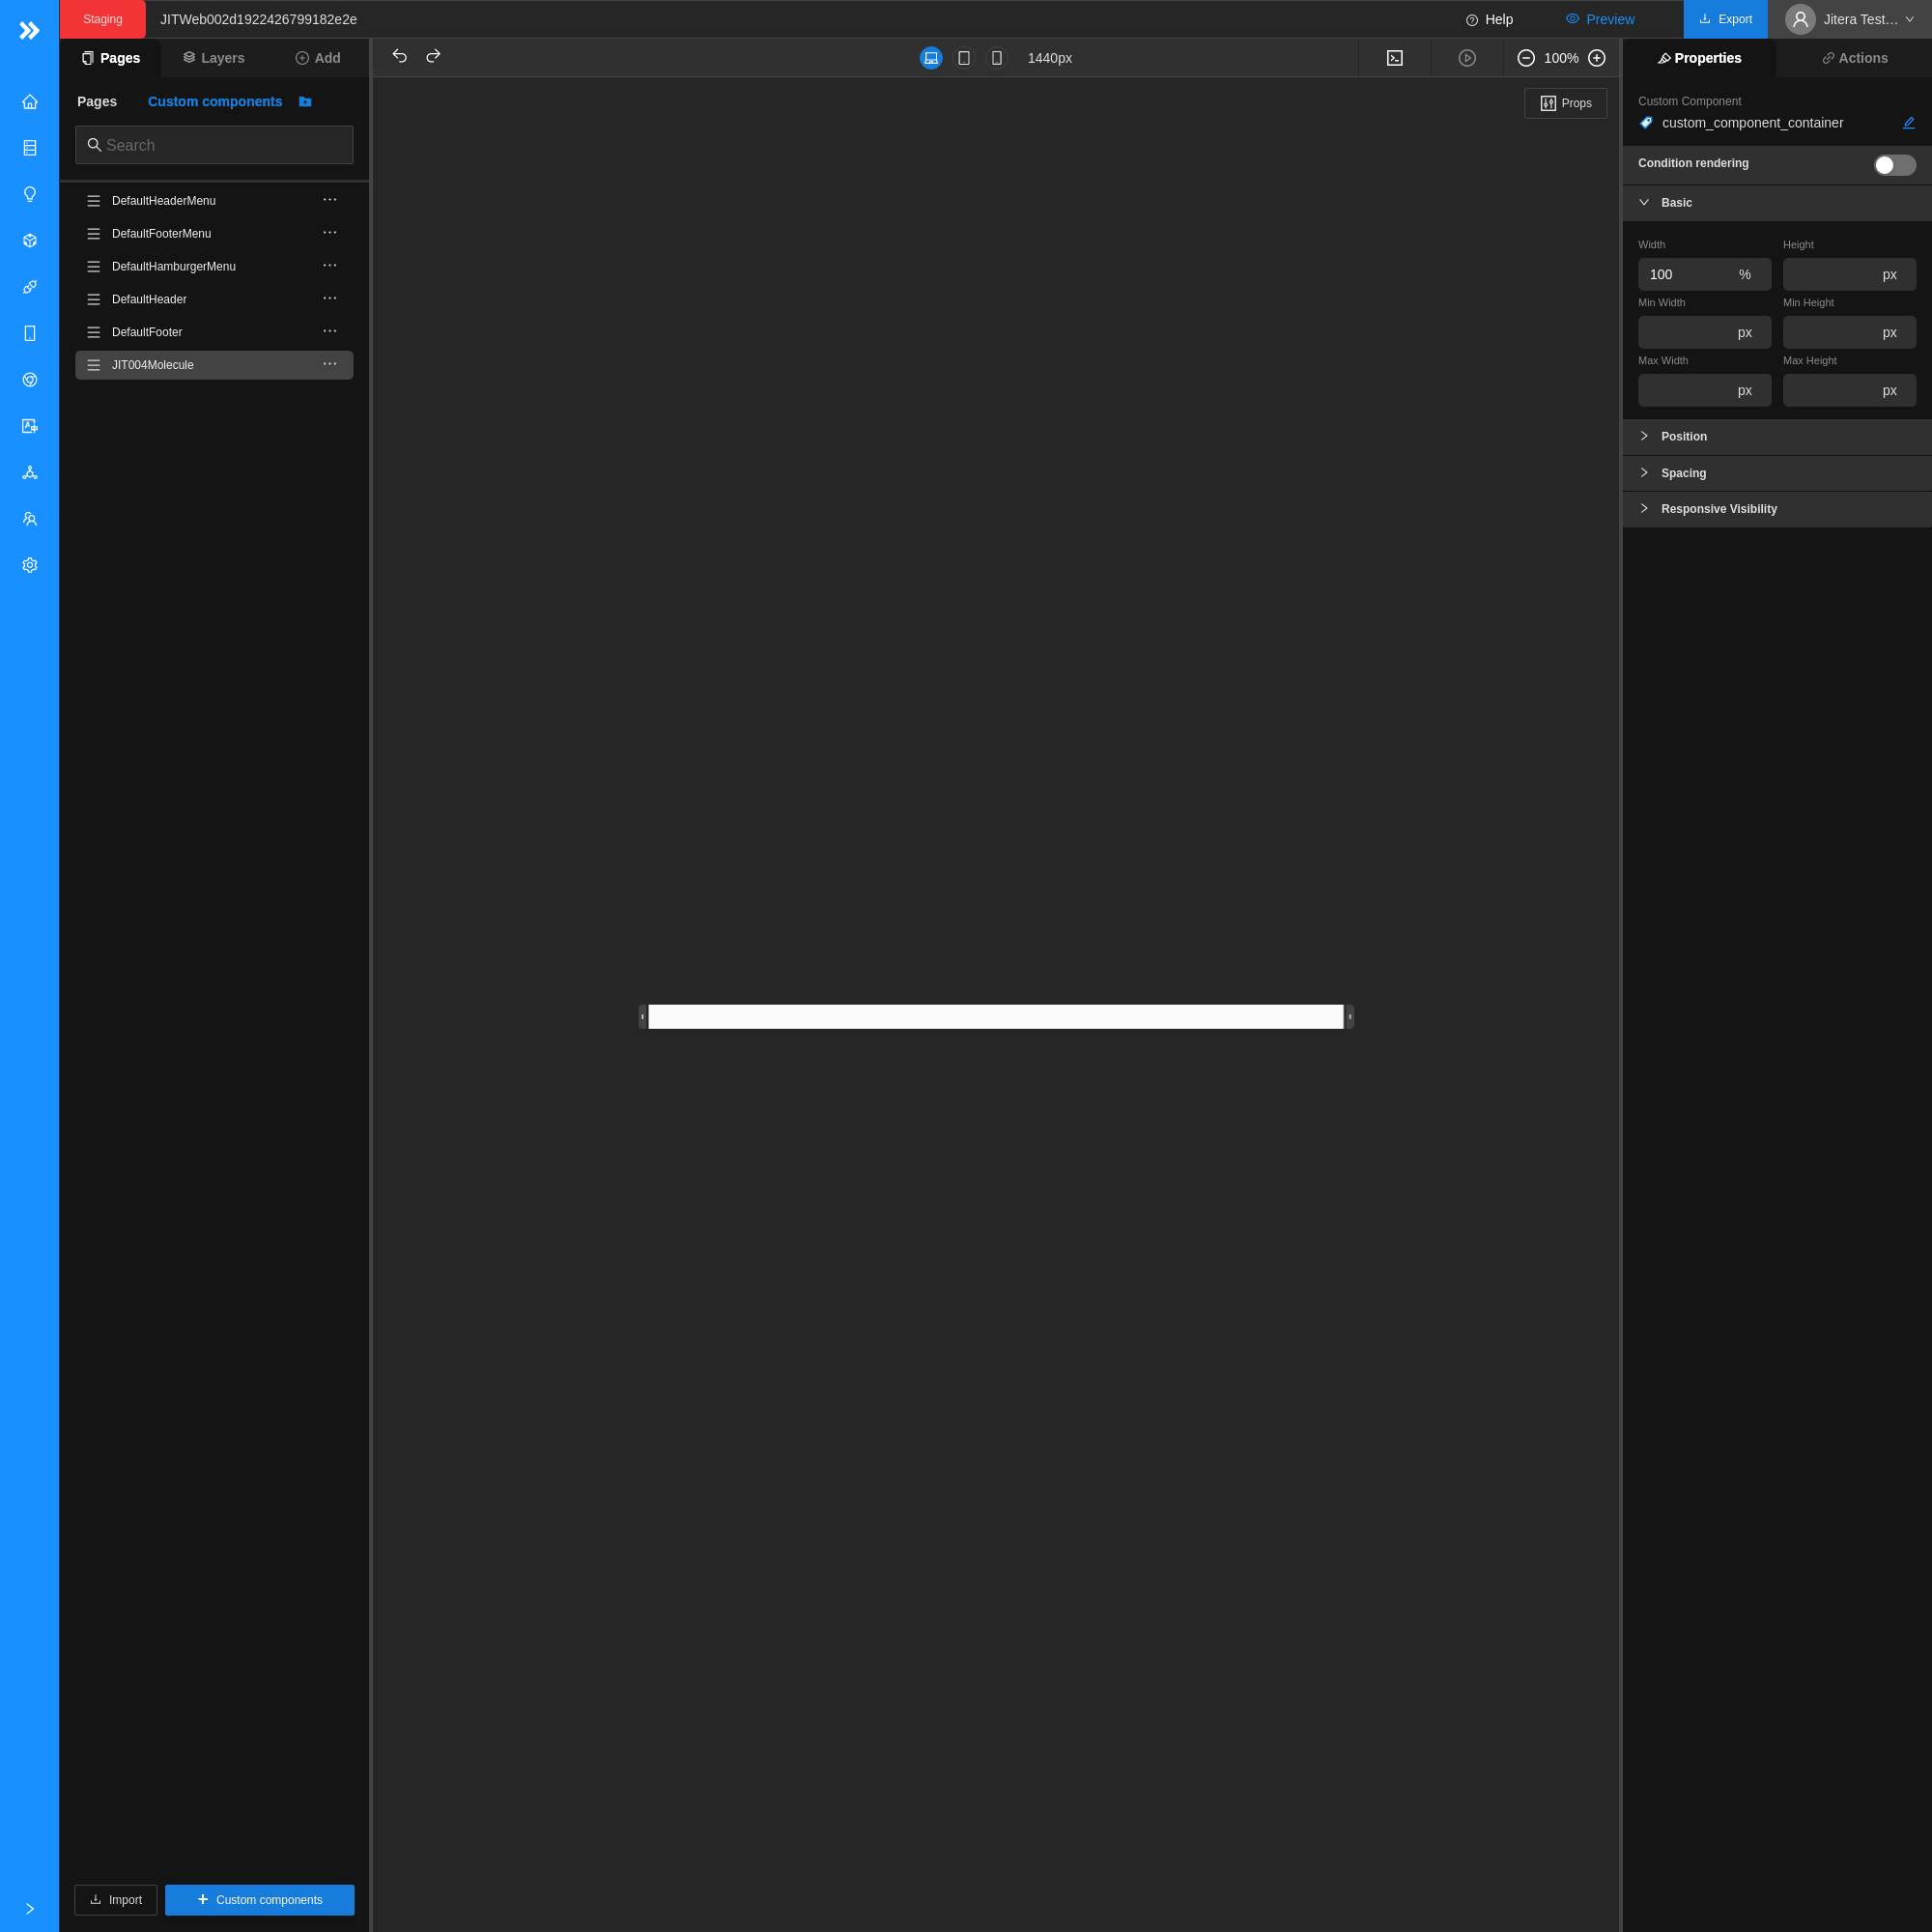 Staging JITWeb002d1922426799182e2e Help Preview Export Jitera Test…
Pages Layers Add 1440px 100% Properties Actions
Pages Custom components
Search
DefaultHeaderMenu
DefaultFooterMenu
DefaultHamburgerMenu
DefaultHeader
DefaultFooter
JIT004Molecule
Import Custom components
Props
Custom Component
custom_component_container
Condition rendering
Basic
Width Height
100 % px
Min Width Min Height
px px
Max Width Max Height
px px
Position
Spacing
Responsive Visibility